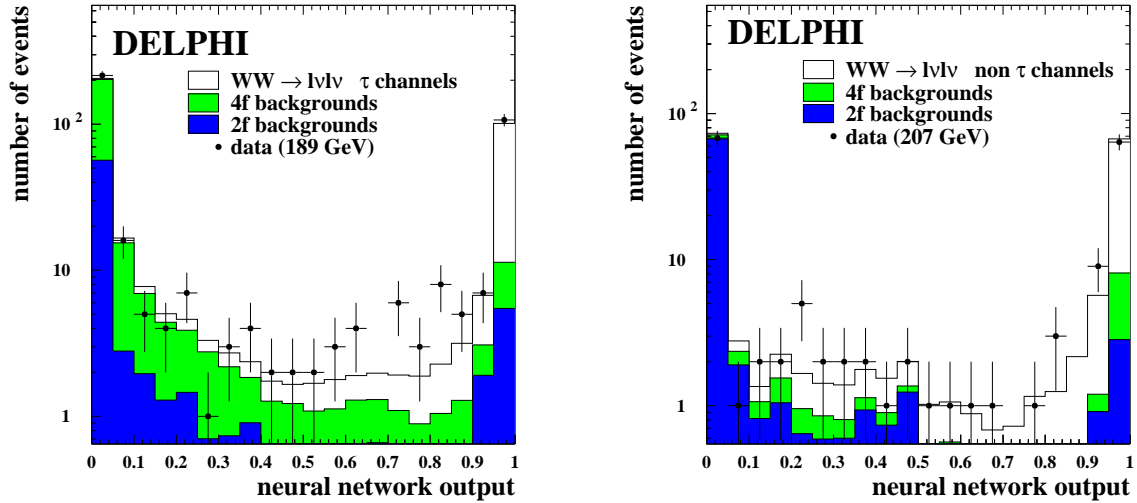 DELPHI
number of events
WW → lνlν τ channels
4f backgrounds
2f backgrounds
data (189 GeV)
10²
10
1
0 0.1 0.2 0.3 0.4 0.5 0.6 0.7 0.8 0.9 1
neural network output
DELPHI
number of events
WW → lνlν non τ channels
4f backgrounds
2f backgrounds
data (207 GeV)
10²
10
1
0 0.1 0.2 0.3 0.4 0.5 0.6 0.7 0.8 0.9 1
neural network output